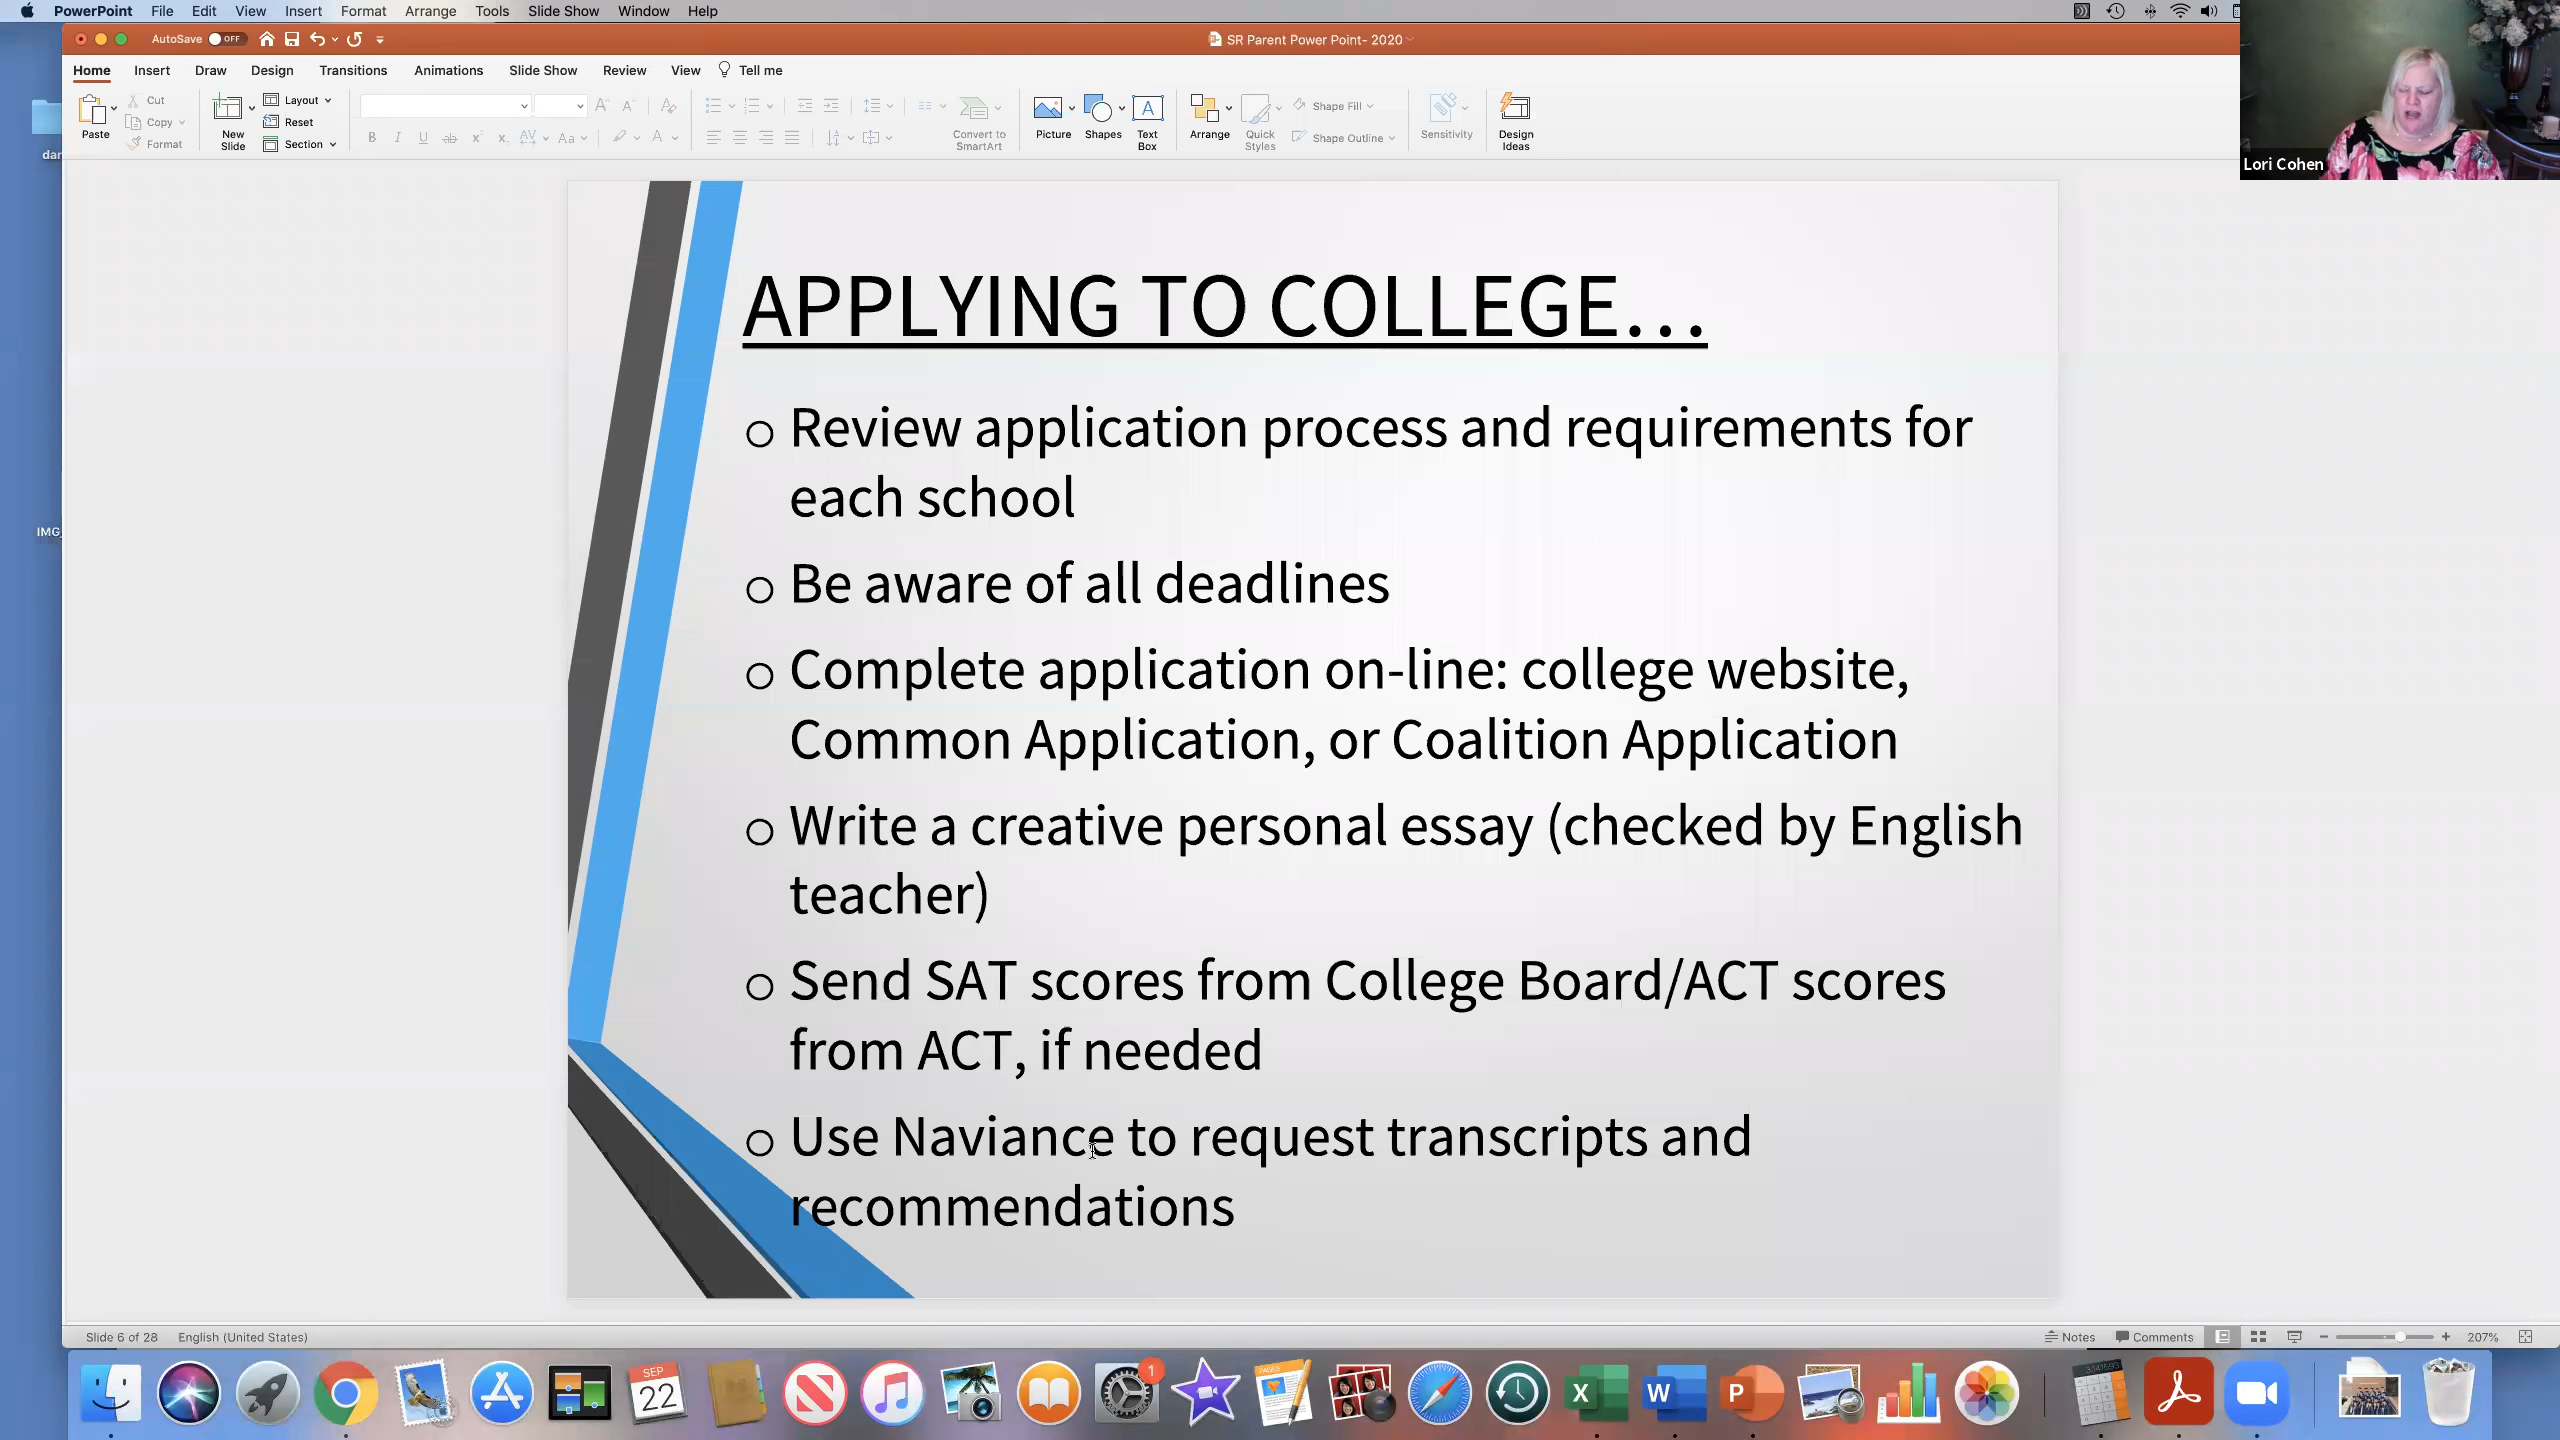 PowerPoint File Edit View Insert Format Arrange Tools Slide Show Window Help
AutoSave OFF
SR Parent Power Point- 2020
Home Insert Draw Design Transitions Animations Slide Show Review View Tell me
Paste
Cut
Copy
Format
New Slide
Layout
Reset
Section
Convert to SmartArt
Picture
Shapes
Text Box
Arrange
Quick Styles
Shape Fill
Shape Outline
Sensitivity
Design Ideas
Lori Cohen
dar
IMG_
APPLYING TO COLLEGE…
o Review application process and requirements for
each school
o Be aware of all deadlines
o Complete application on-line: college website,
Common Application, or Coalition Application
o Write a creative personal essay (checked by English
teacher)
o Send SAT scores from College Board/ACT scores
from ACT, if needed
o Use Naviance to request transcripts and
recommendations
Slide 6 of 28 English (United States)
Notes Comments 207%
SEP
22
1